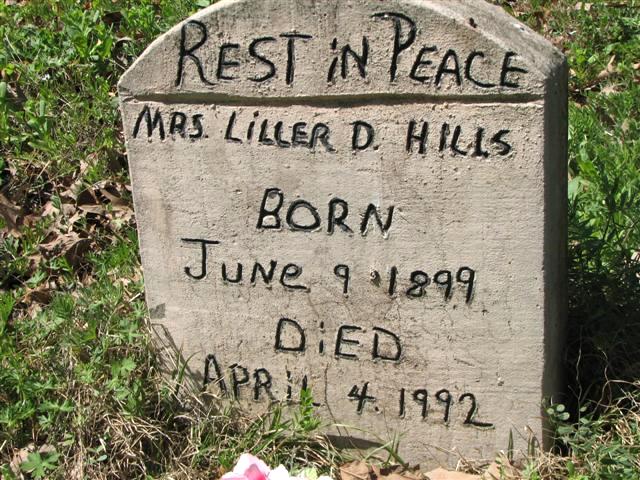 REST iN PEACE
MRS. LILLER D. HILLS
BORN
JUNE 9 1899
DiED
APRIL 4. 1992